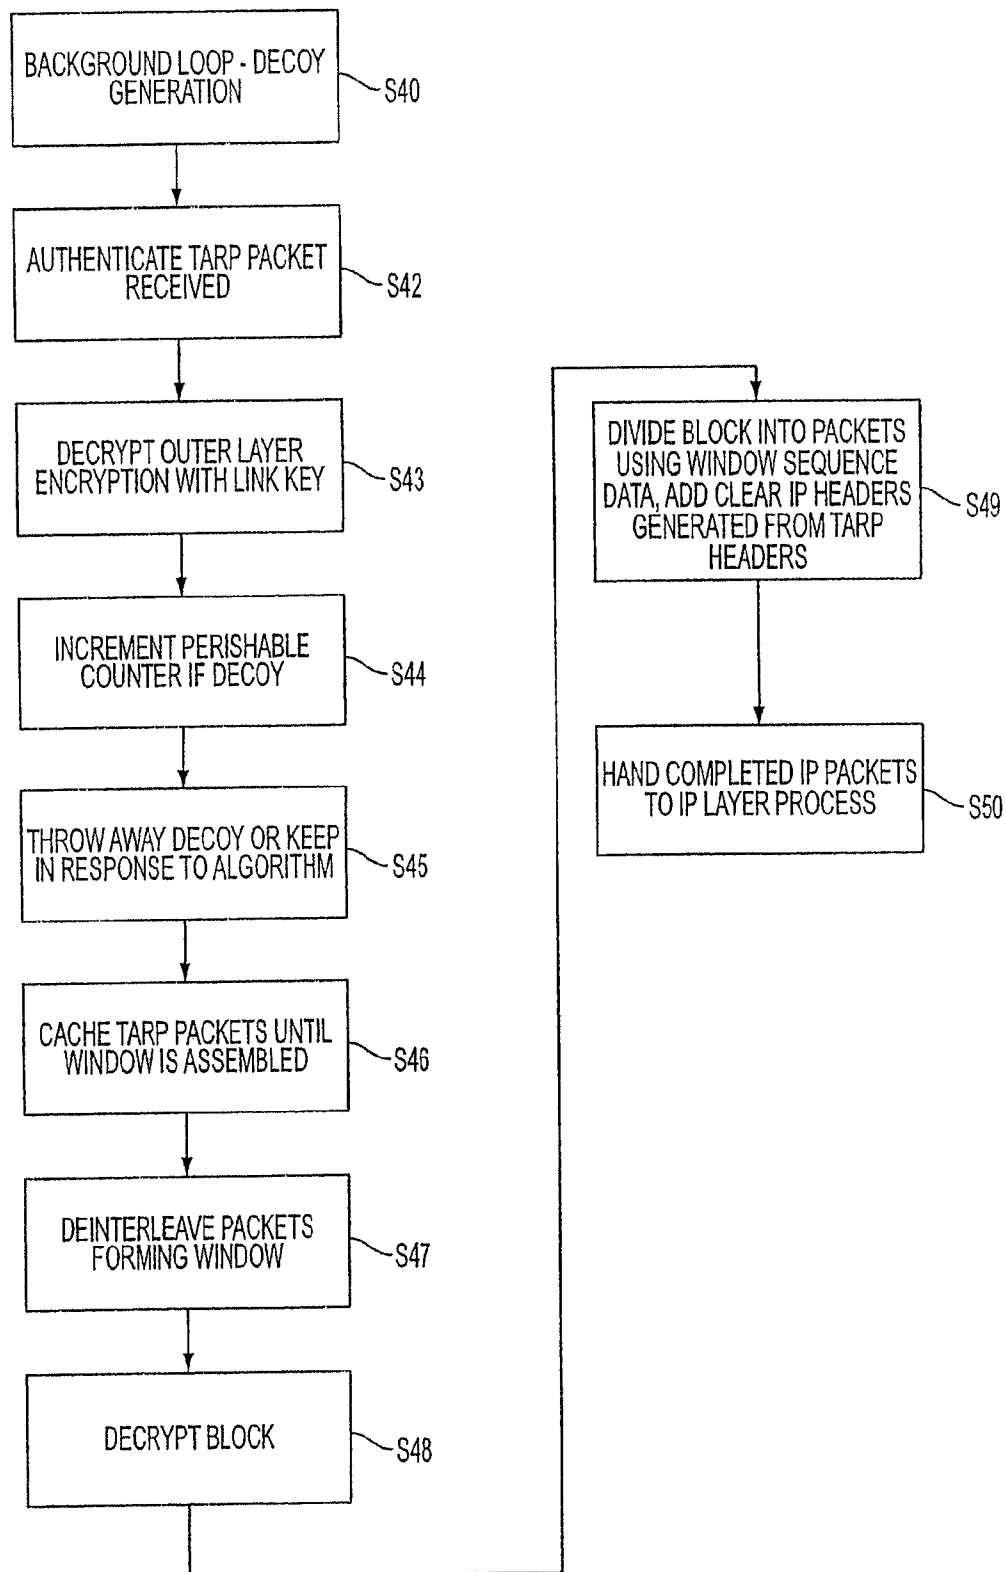 BACKGROUND LOOP - DECOY
GENERATION
S40
AUTHENTICATE TARP PACKET
RECEIVED
S42
DECRYPT OUTER LAYER
ENCRYPTION WITH LINK KEY
S43
INCREMENT PERISHABLE
COUNTER IF DECOY
S44
THROW AWAY DECOY OR KEEP
IN RESPONSE TO ALGORITHM
S45
CACHE TARP PACKETS UNTIL
WINDOW IS ASSEMBLED
S46
DEINTERLEAVE PACKETS
FORMING WINDOW
S47
DECRYPT BLOCK
S48
DIVIDE BLOCK INTO PACKETS
USING WINDOW SEQUENCE
DATA, ADD CLEAR IP HEADERS
GENERATED FROM TARP
HEADERS
S49
HAND COMPLETED IP PACKETS
TO IP LAYER PROCESS
S50